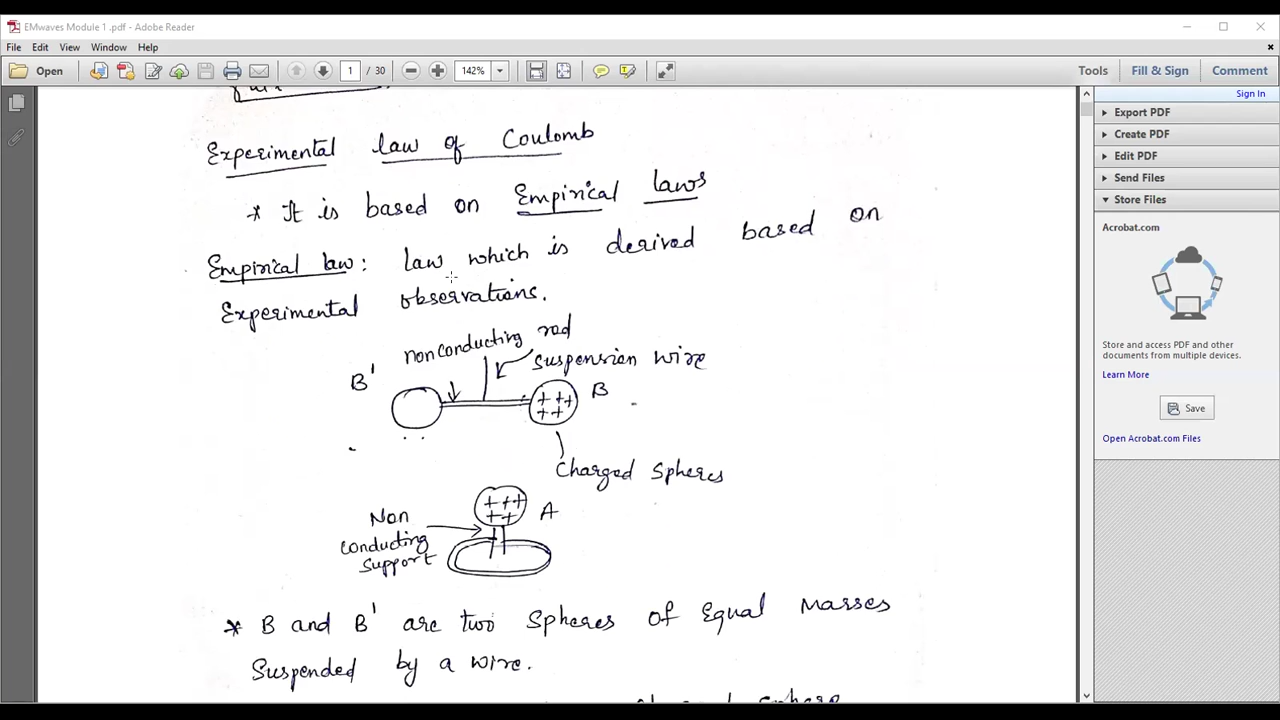 EMwaves Module 1 .pdf - Adobe Reader
File Edit View Window Help
Open 1 / 30 142% Tools Fill & Sign Comment
Sign In
Export PDF
Create PDF
Edit PDF
Send Files
Store Files
Acrobat.com
Store and access PDF and other
documents from multiple devices.
Learn More
Save
Open Acrobat.com Files
Experimental law of Coulomb
* It is based on Empirical laws
Empirical law: law which is derived based on
Experimental observations.
nonconducting rod
suspension wire
B'
B
+ ++
++
Charged Spheres
+ ++
++
A
Non
conducting
support
* B and B' are two Spheres of Equal Masses
Suspended by a wire.